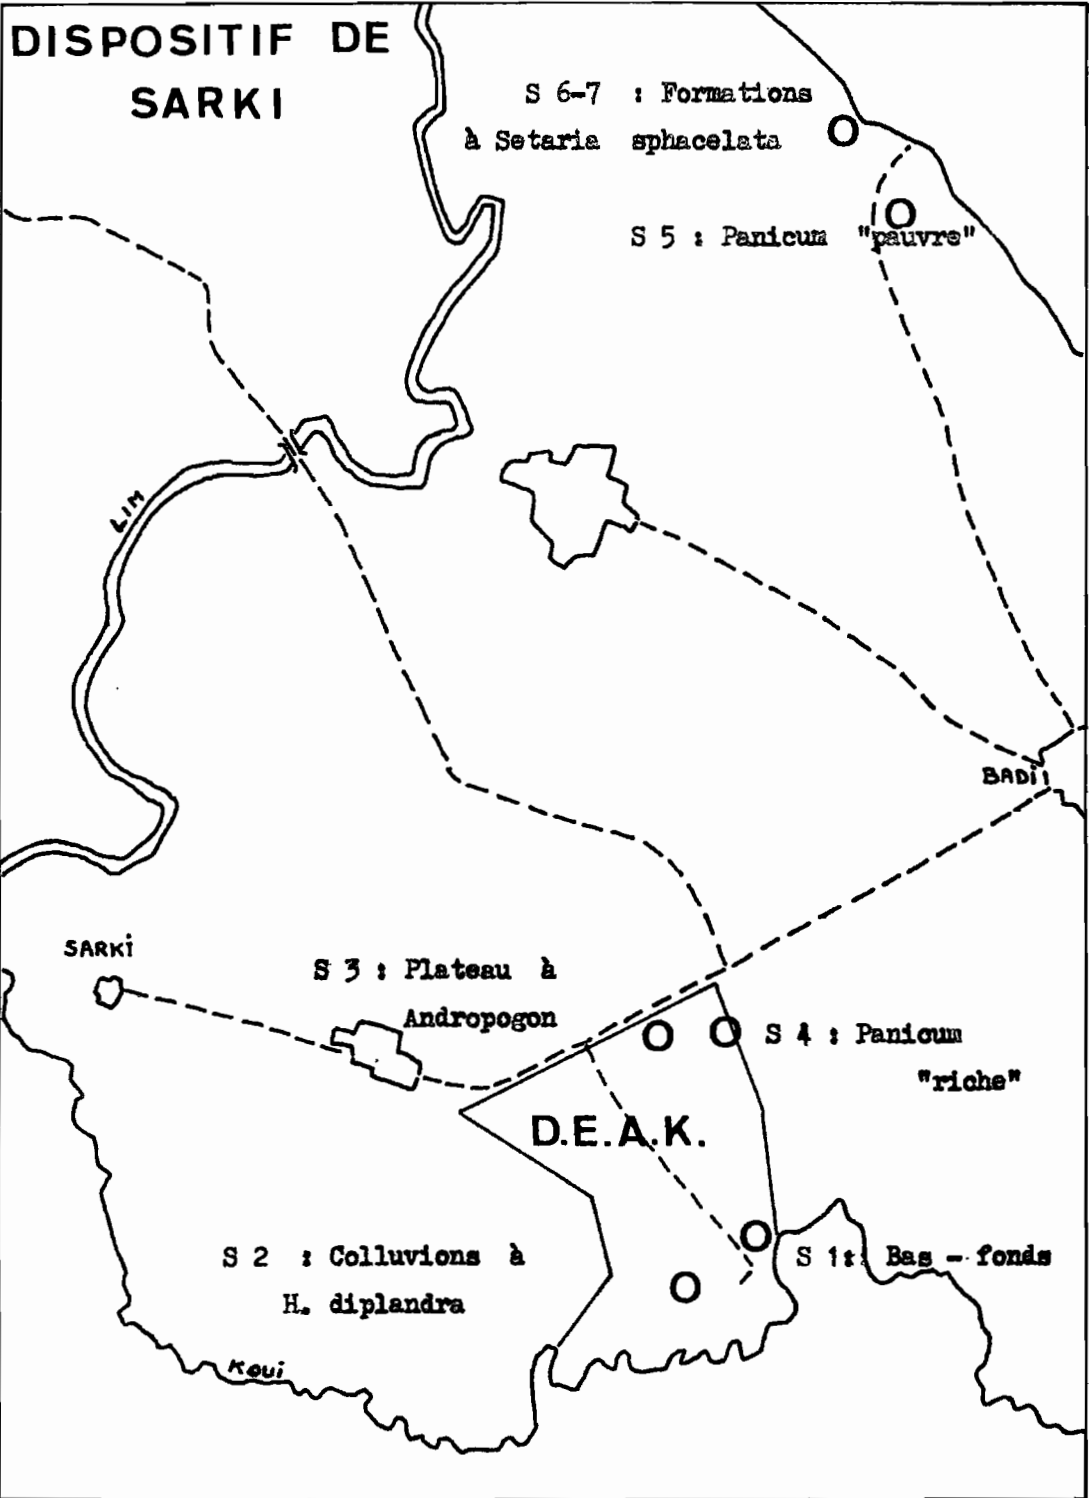 DISPOSITIF DE
SARKI
S 6-7 : Formations
à Setaria sphacelata
S 5 : Panicum "pauvre"
LIM
BADI
SARKI
S 3 : Plateau à
Andropogon
S 4 : Panicum
"riche"
D.E.A.K.
S 2 : Colluvions à
H. diplandra
S 1 : Bas - fonds
Koui